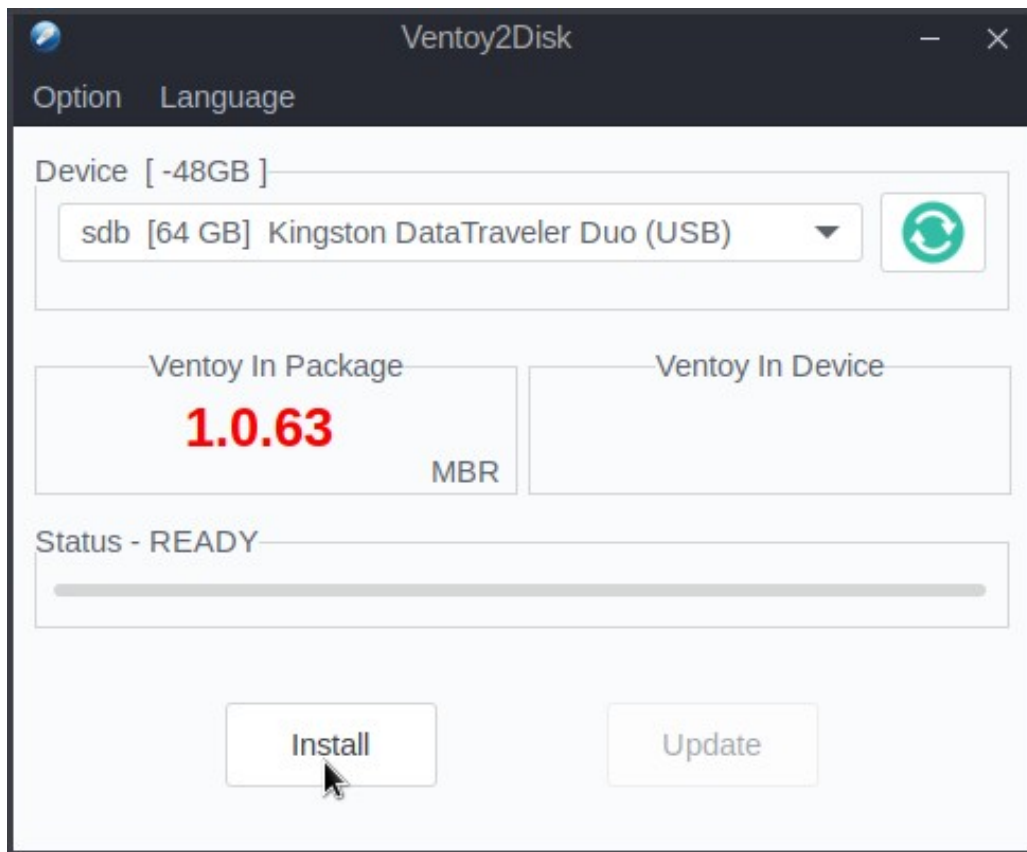 Ventoy2Disk
Option Language
Device [ -48GB ]
sdb [64 GB] Kingston DataTraveler Duo (USB)
Ventoy In Package Ventoy In Device
1.0.63
MBR
Status - READY
Install Update